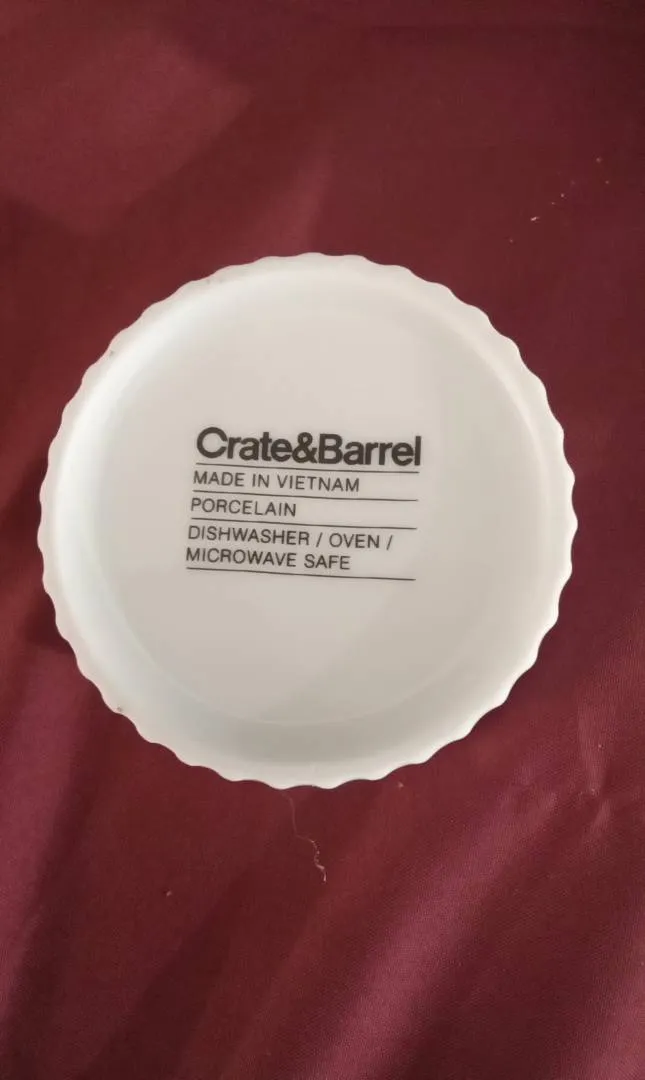 Crate&Barrel
MADE IN VIETNAM
PORCELAIN
DISHWASHER / OVEN /
MICROWAVE SAFE